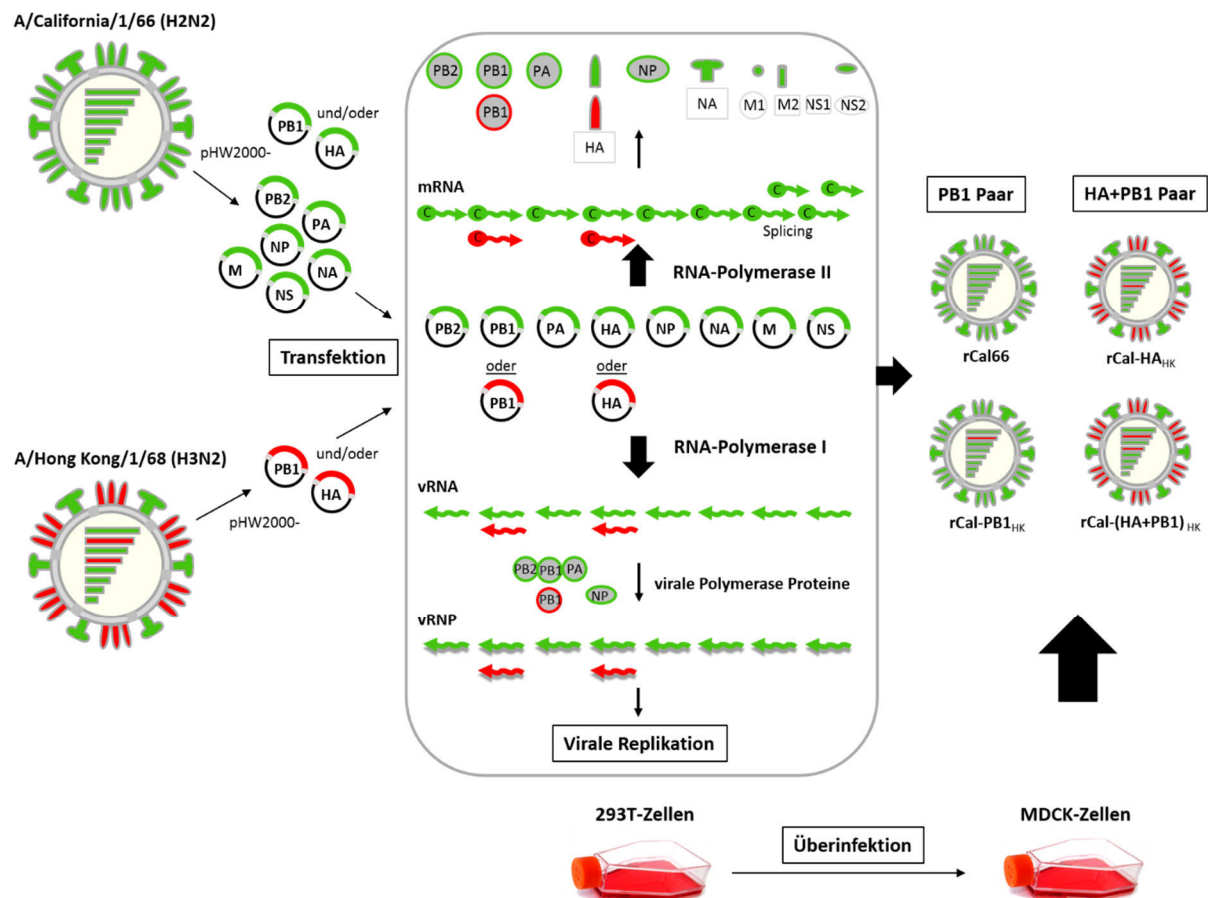 A/California/1/66 (H2N2)
PB1
und/oder
HA
pHW2000-
PB2
PA
NP
M
NA
NS
Transfektion
A/Hong Kong/1/68 (H3N2)
PB1
und/oder
HA
pHW2000-
PB2 PB1 PA NP
PB1 HA NA M1 M2 NS1 NS2
mRNA
C C C C C C C C C C
C C
Splicing
RNA-Polymerase II
PB2 PB1 PA HA NP NA M NS
oder oder
PB1 HA
RNA-Polymerase I
vRNA
PB2 PB1 PA
PB1 NP
virale Polymerase Proteine
vRNP
Virale Replikation
PB1 Paar HA+PB1 Paar
rCal66 rCal-HAHK
rCal-PB1HK rCal-(HA+PB1) HK
293T-Zellen
Überinfektion
MDCK-Zellen